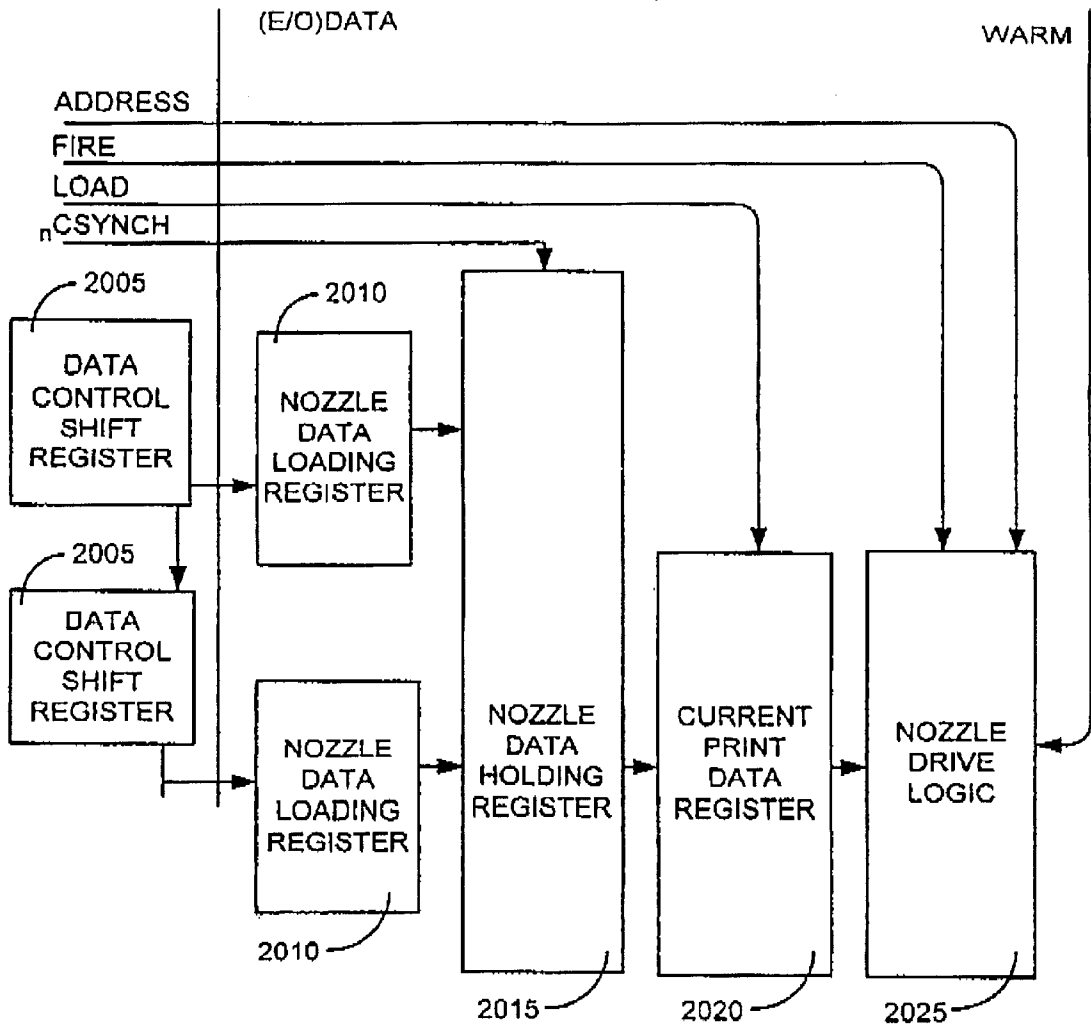 (E/O)DATA
WARM
ADDRESS
FIRE
LOAD
nCSYNCH
2005
DATA
CONTROL
SHIFT
REGISTER
2010
NOZZLE
DATA
LOADING
REGISTER
2005
DATA
CONTROL
SHIFT
REGISTER
NOZZLE
DATA
LOADING
REGISTER
2010
NOZZLE
DATA
HOLDING
REGISTER
2015
CURRENT
PRINT
DATA
REGISTER
2020
NOZZLE
DRIVE
LOGIC
2025